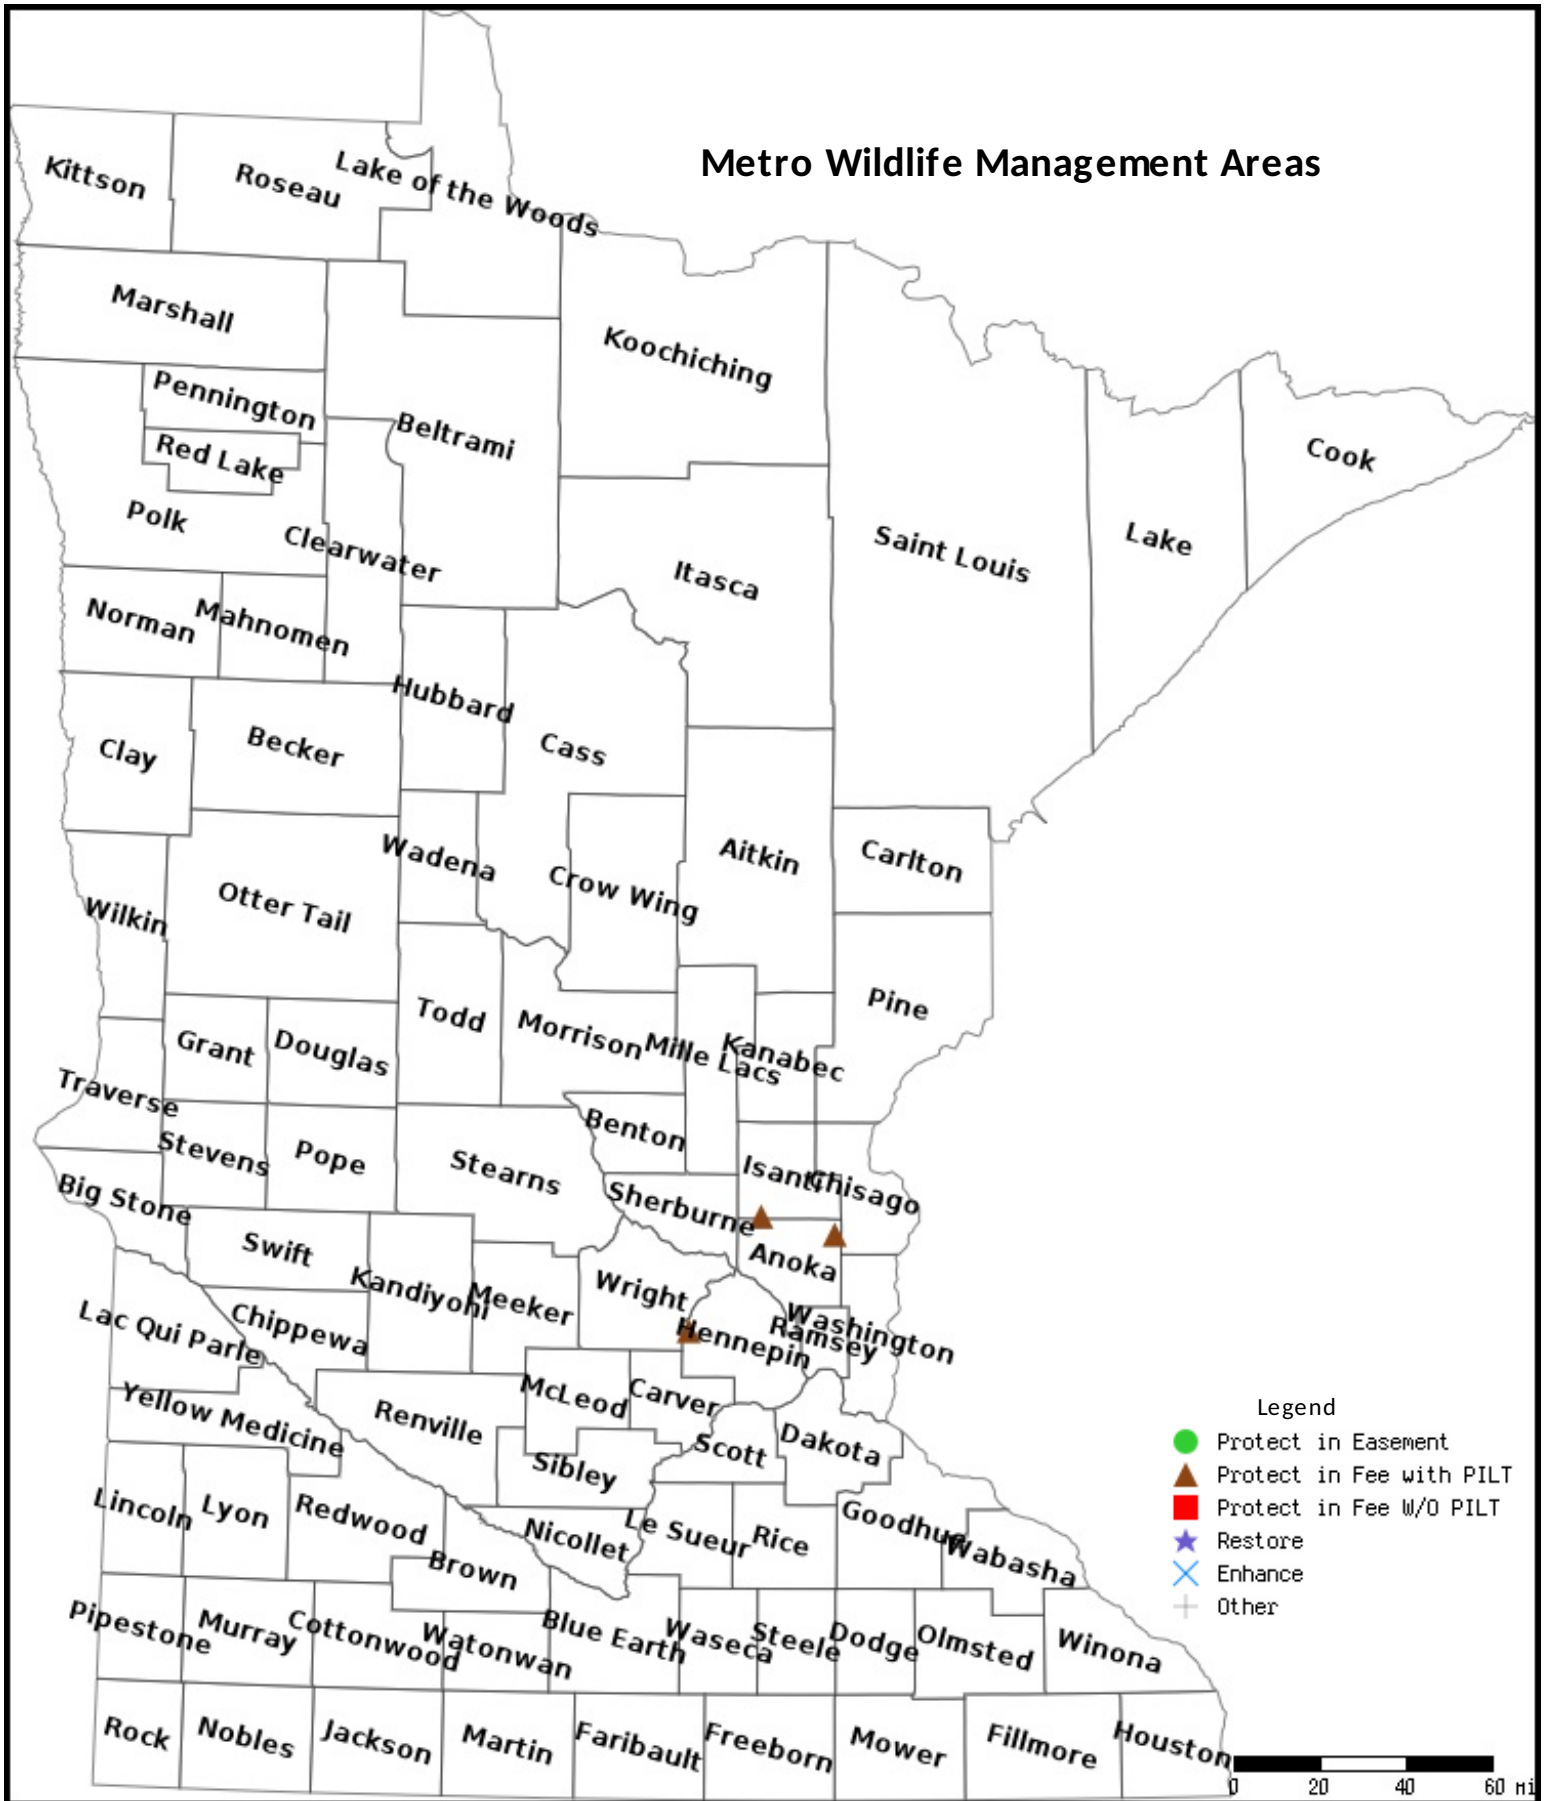 Metro Wildlife Management Areas
Kittson
Roseau
Lake of the Woods
Marshall
Koochiching
Pennington
Beltrami
Red Lake
Cook
Polk
Clearwater
Saint Louis
Lake
Itasca
Norman
Mahnomen
Hubbard
Clay
Becker
Cass
Wadena
Aitkin
Carlton
Otter Tail
Crow Wing
Wilkin
Todd
Pine
Grant
Douglas
Morrison
Mille Lacs
Kanabec
Traverse
Stevens
Pope
Stearns
Benton
Isanti
Chisago
Big Stone
Sherburne
Swift
Anoka
Kandiyohi
Meeker
Wright
Lac Qui Parle
Chippewa
Hennepin
Ramsey
Washington
Yellow Medicine
Renville
McLeod
Carver
Scott
Dakota
Sibley
Lincoln
Lyon
Redwood
Nicollet
Le Sueur
Rice
Goodhue
Wabasha
Brown
Pipestone
Murray
Cottonwood
Watonwan
Blue Earth
Waseca
Steele
Dodge
Olmsted
Winona
Rock
Nobles
Jackson
Martin
Faribault
Freeborn
Mower
Fillmore
Houston
Legend
Protect in Easement
Protect in Fee with PILT
Protect in Fee W/O PILT
Restore
Enhance
Other
0 20 40 60 mi